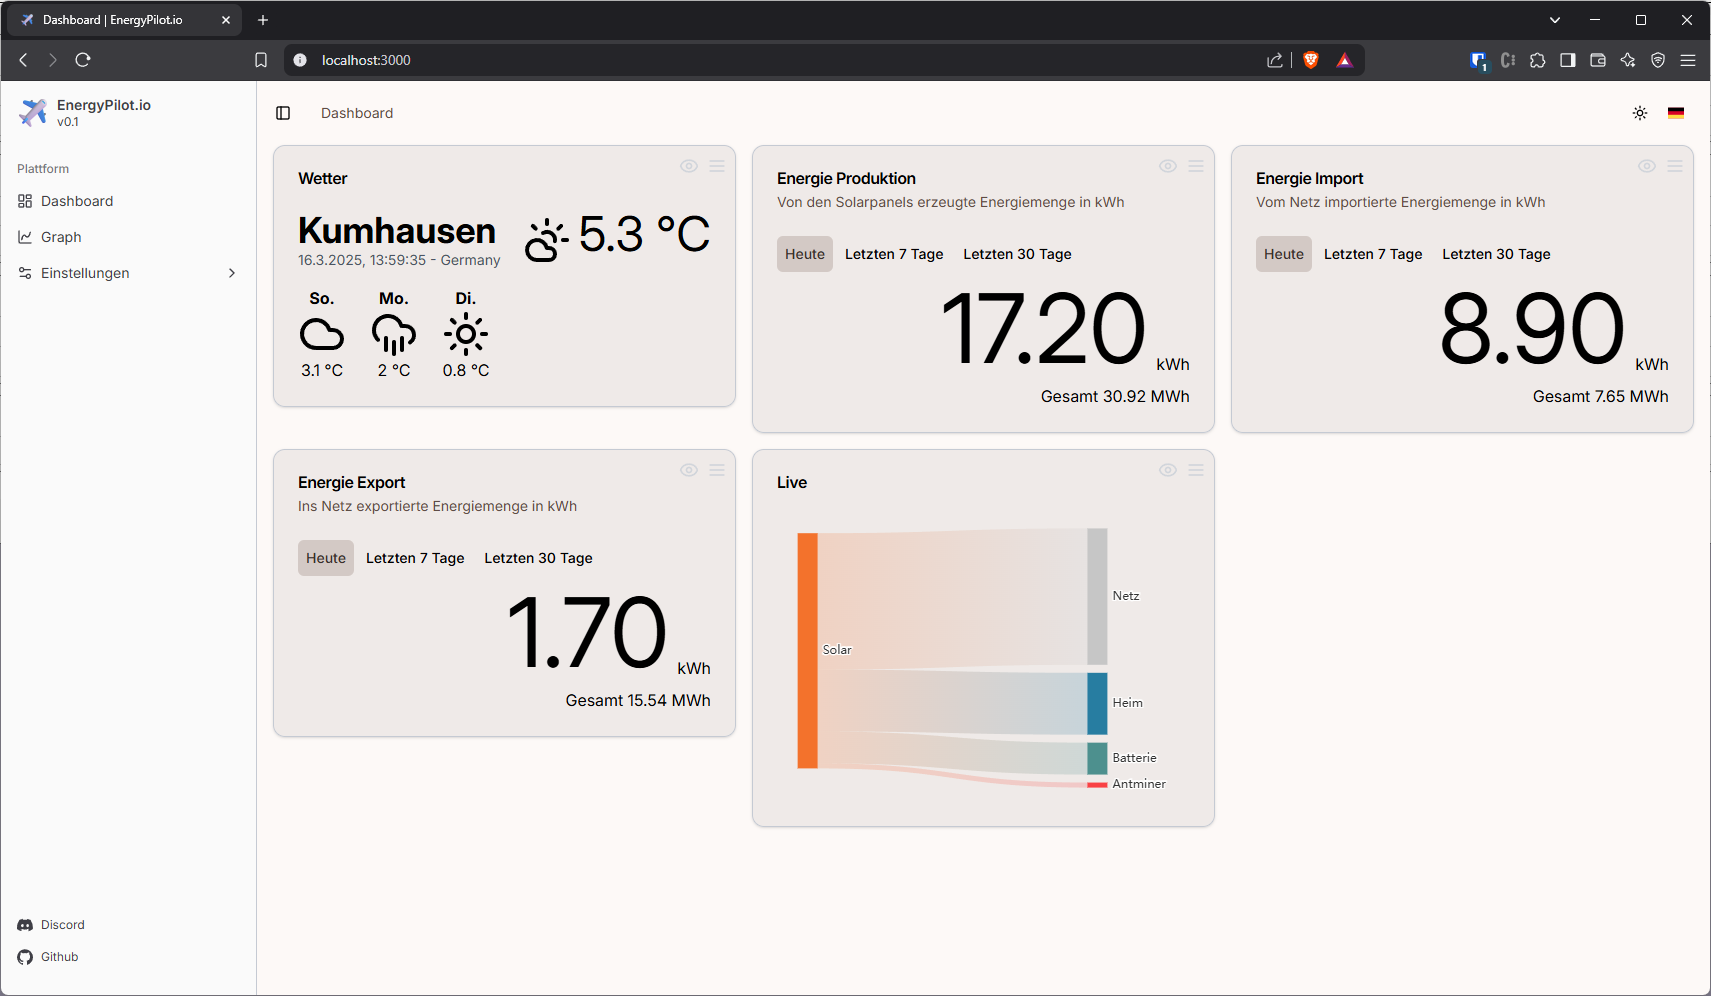 Dashboard | EnergyPilot.io
localhost:3000
1
EnergyPilot.io
v0.1
Plattform
Dashboard
Graph
Einstellungen
Discord
Github
Dashboard
Wetter
Kumhausen
16.3.2025, 13:59:35 - Germany
5.3 °C
So. Mo. Di.
3.1 °C 2 °C 0.8 °C
Energie Produktion
Von den Solarpanels erzeugte Energiemenge in kWh
Heute Letzten 7 Tage Letzten 30 Tage
17.20 kWh
Gesamt 30.92 MWh
Energie Import
Vom Netz importierte Energiemenge in kWh
Heute Letzten 7 Tage Letzten 30 Tage
8.90 kWh
Gesamt 7.65 MWh
Energie Export
Ins Netz exportierte Energiemenge in kWh
Heute Letzten 7 Tage Letzten 30 Tage
1.70 kWh
Gesamt 15.54 MWh
Live
Netz
Solar
Heim
Batterie
Antminer